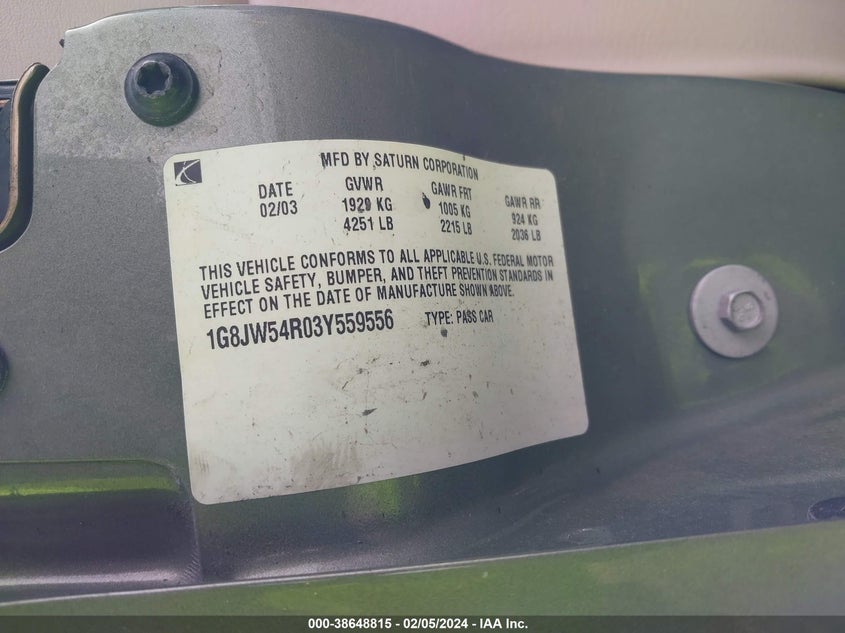 MFD BY SATURN CORPORATION
DATE GVWR GAWR FRT GAWR RR
02/03 1929 KG 1005 KG 924 KG
4251 LB 2215 LB 2036 LB
THIS VEHICLE CONFORMS TO ALL APPLICABLE U.S. FEDERAL MOTOR
VEHICLE SAFETY, BUMPER, AND THEFT PREVENTION STANDARDS IN
EFFECT ON THE DATE OF MANUFACTURE SHOWN ABOVE.
1G8JW54R03Y559556 TYPE: PASS CAR
000-38648815 - 02/05/2024 - IAA Inc.